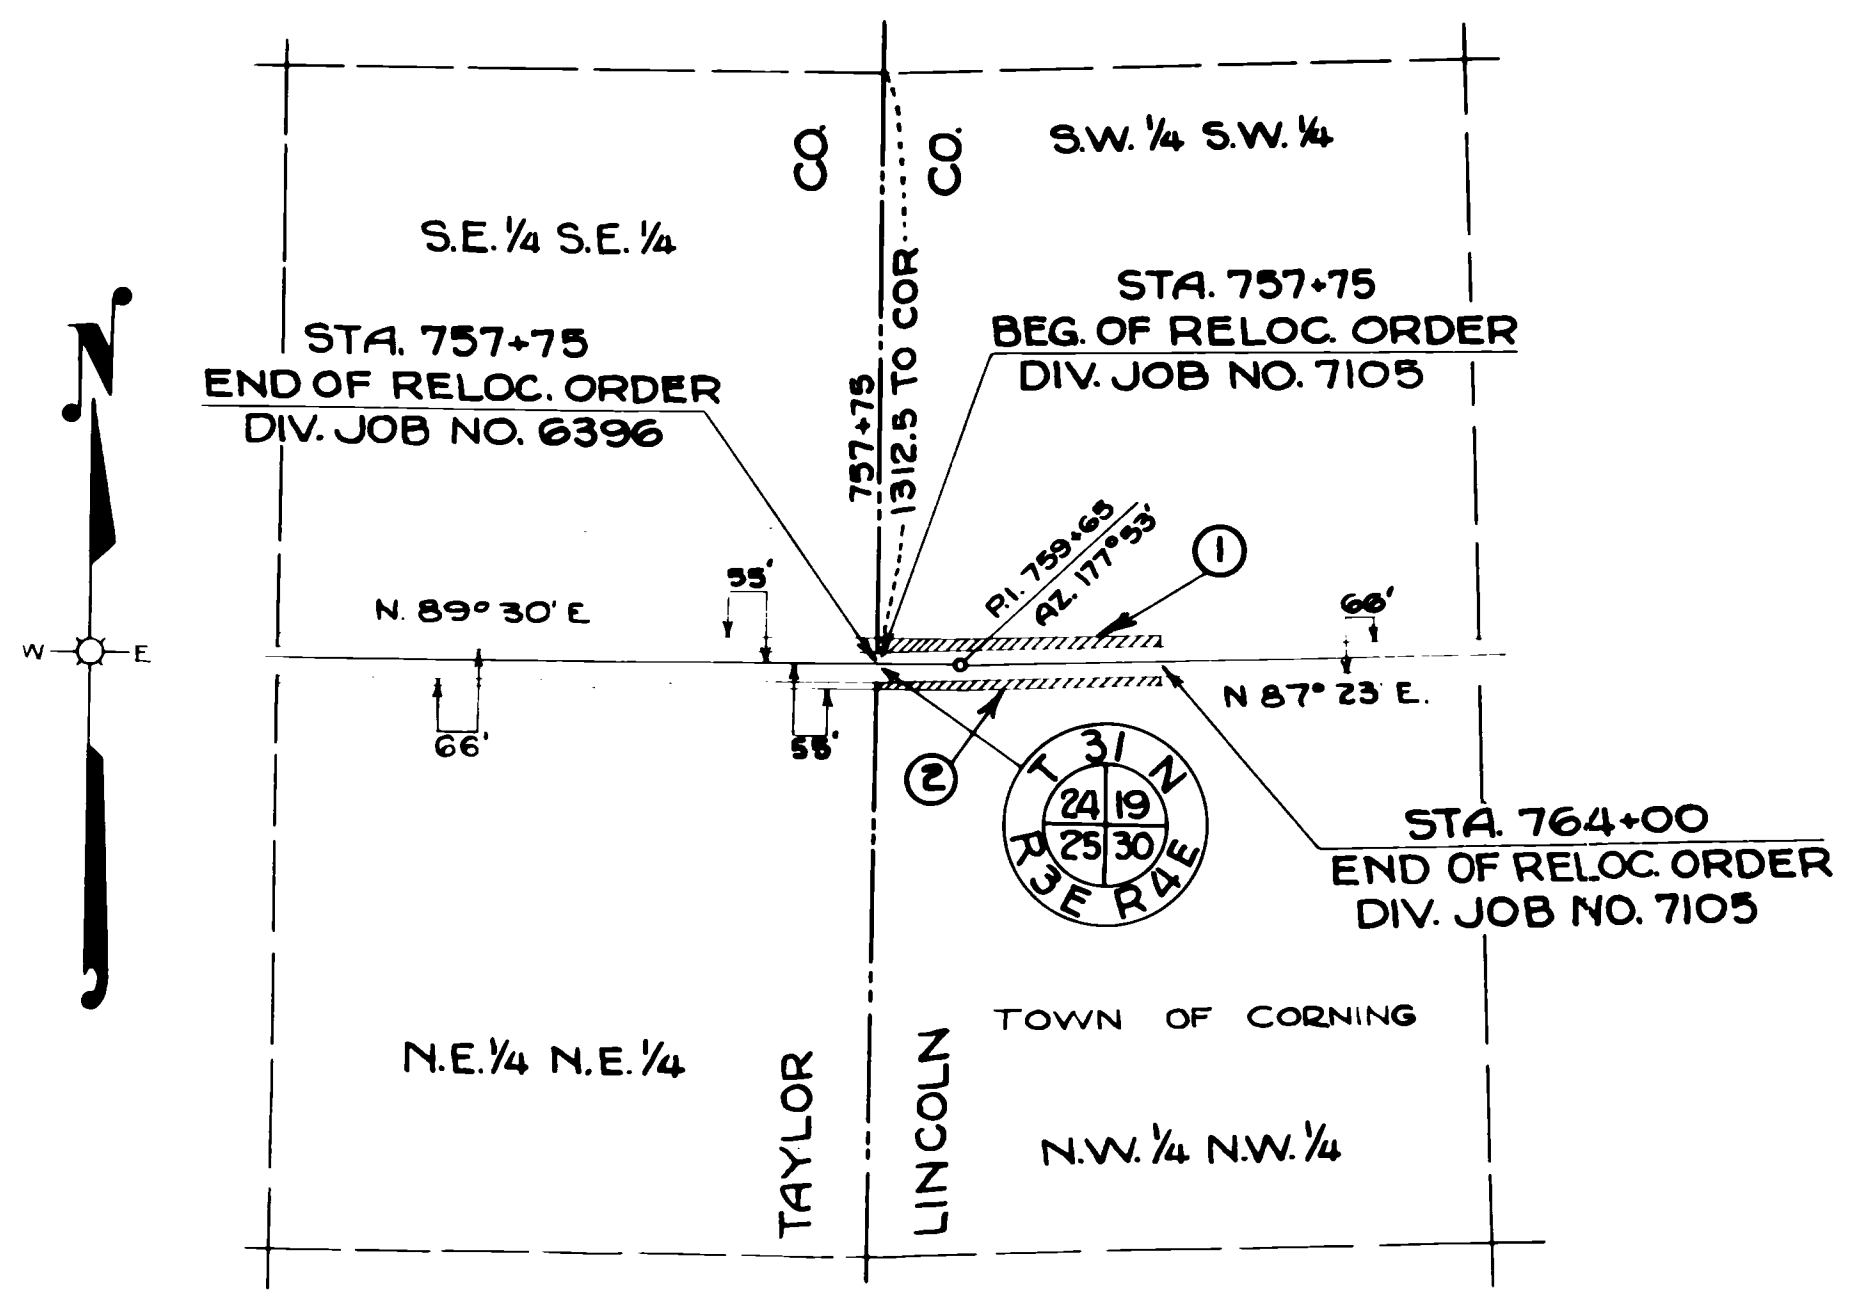 CO.
CO.
S.W. ¼ S.W. ¼
S.E. ¼ S.E. ¼
STA. 757+75
END OF RELOC. ORDER
DIV. JOB NO. 6396
STA. 757+75
BEG. OF RELOC. ORDER
DIV. JOB NO. 7105
N
757+75
1312.5 TO COR
P.I. 759+65
AZ. 177° 53'
1
55'
66'
N. 89° 30' E
W
E
N 87° 23' E.
66'
55'
2
T 31 N
24 19
25 30
R3E R4E
STA. 764+00
END OF RELOC. ORDER
DIV. JOB NO. 7105
TOWN OF CORNING
N.E. ¼ N.E. ¼
TAYLOR
LINCOLN
N.W. ¼ N.W. ¼